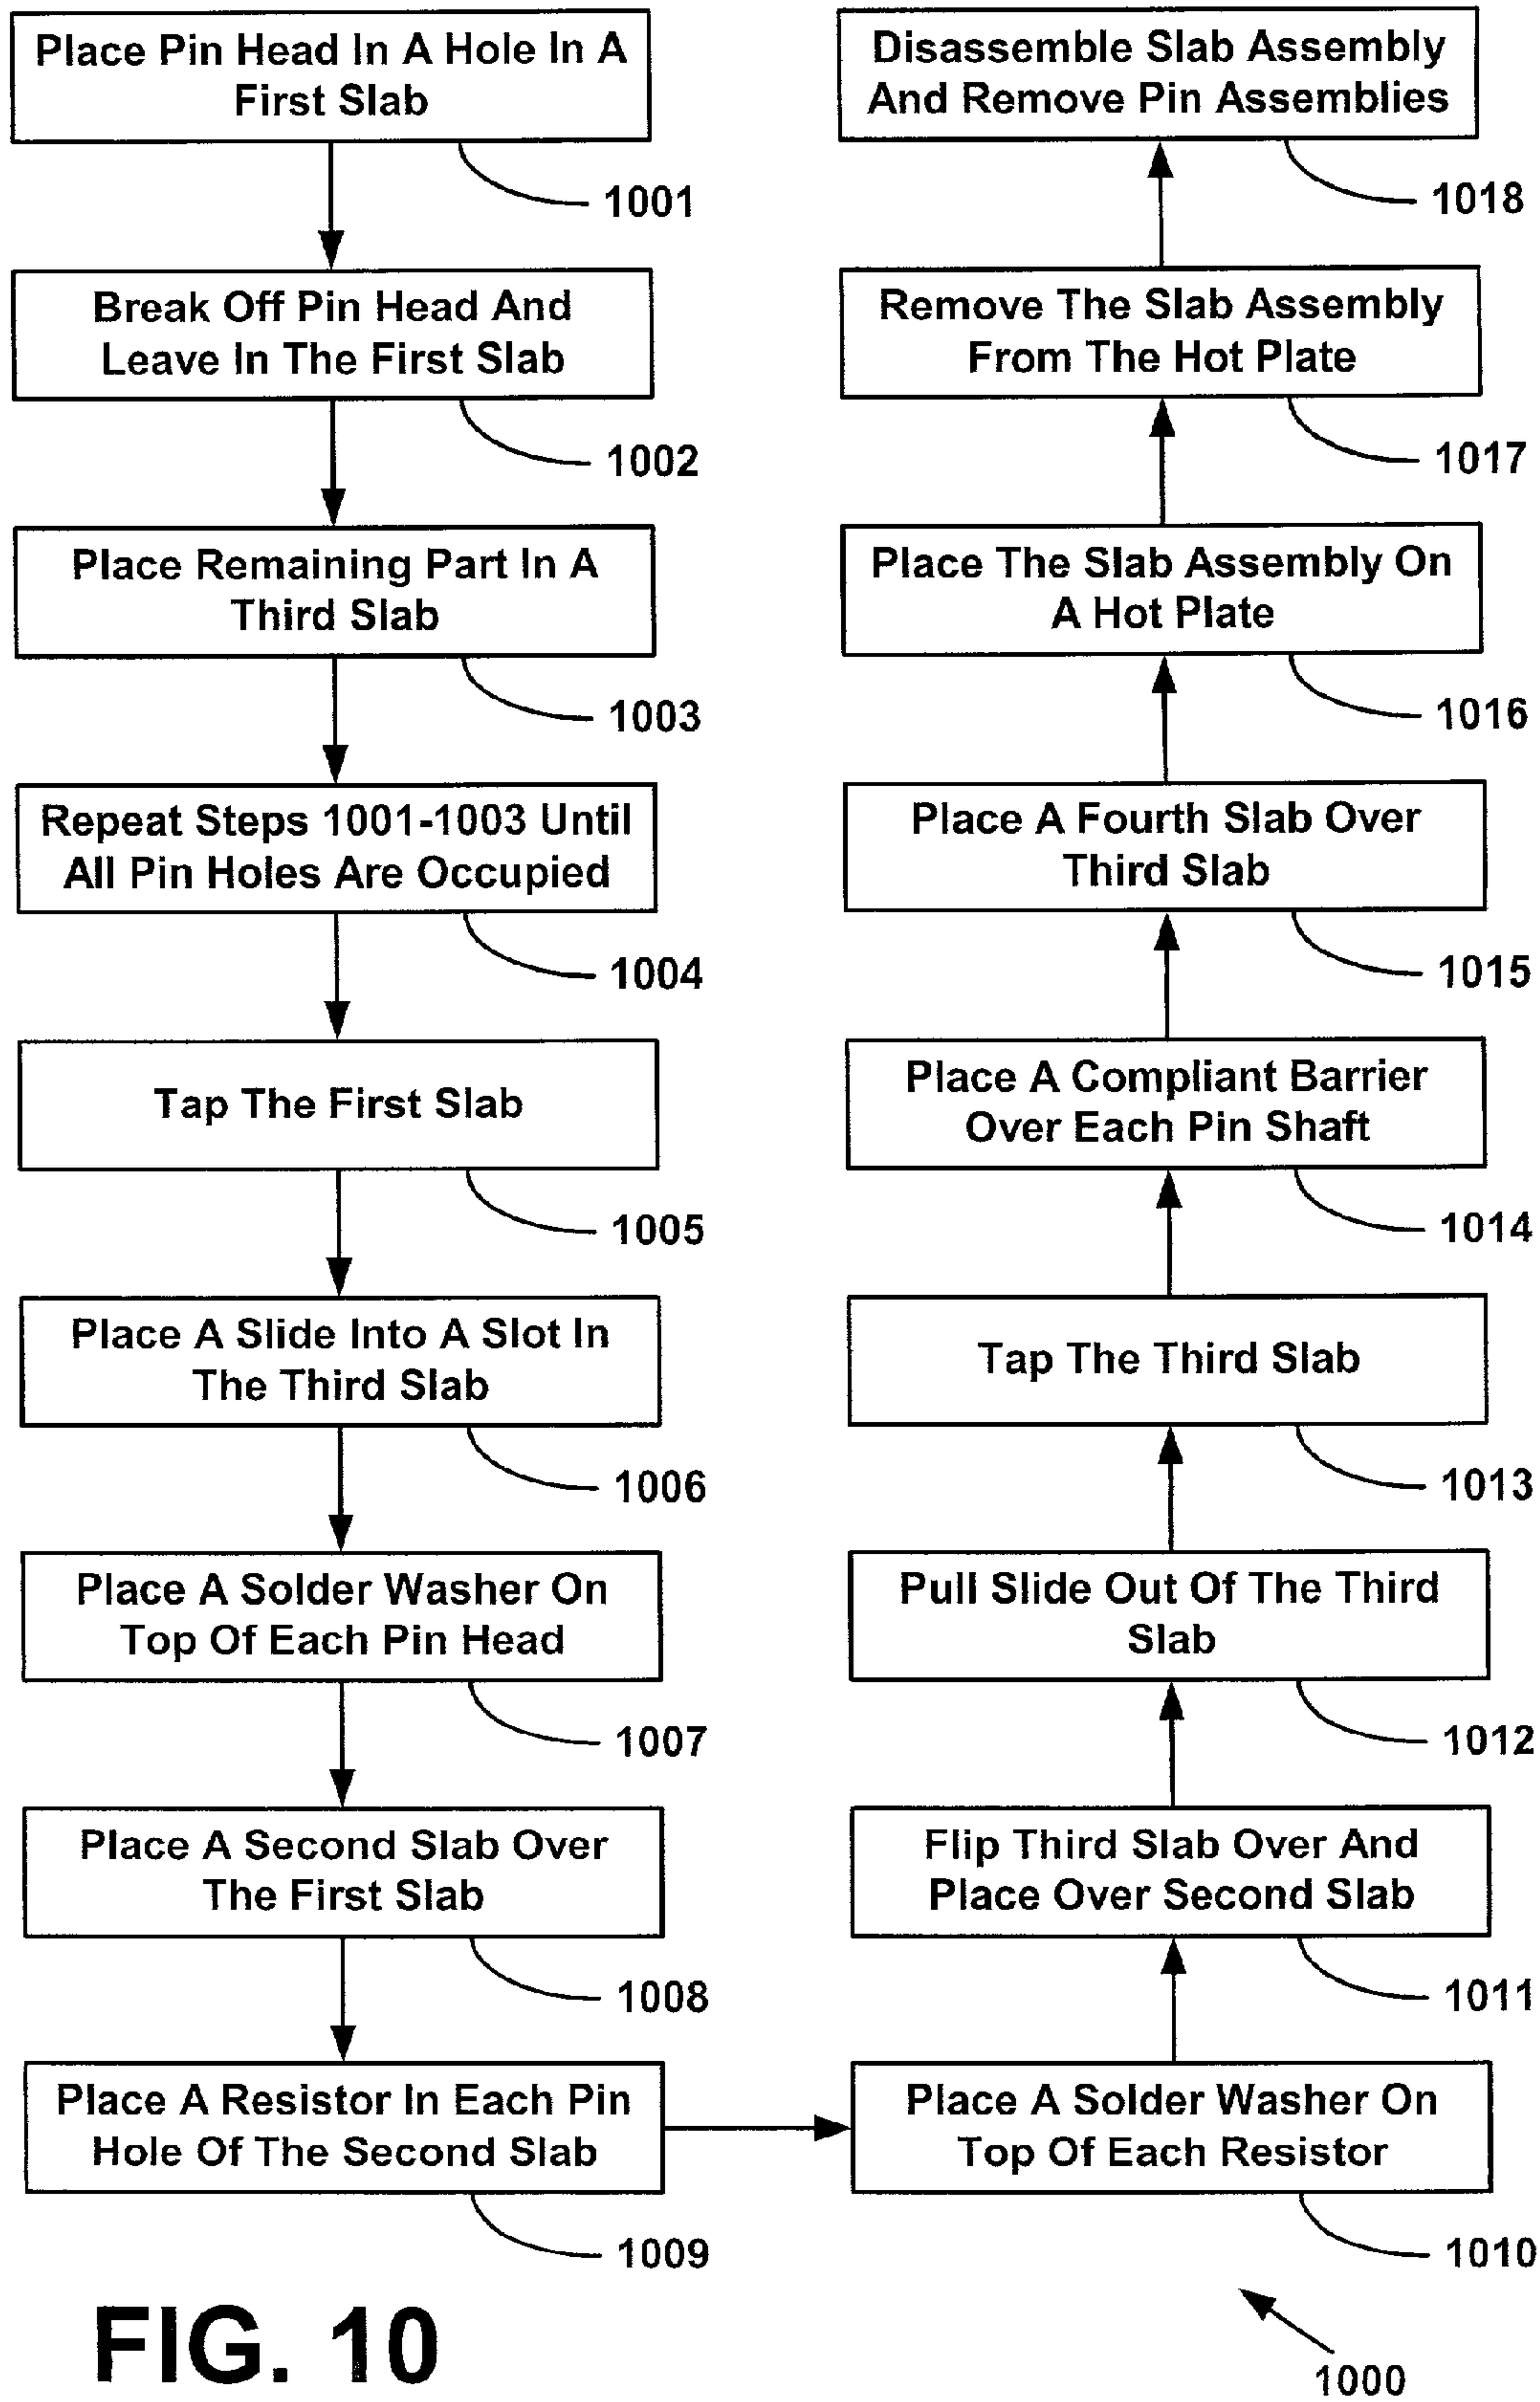 Place Pin Head In A Hole In A
First Slab
1001
Break Off Pin Head And
Leave In The First Slab
1002
Place Remaining Part In A
Third Slab
1003
Repeat Steps 1001-1003 Until
All Pin Holes Are Occupied
1004
Tap The First Slab
1005
Place A Slide Into A Slot In
The Third Slab
1006
Place A Solder Washer On
Top Of Each Pin Head
1007
Place A Second Slab Over
The First Slab
1008
Place A Resistor In Each Pin
Hole Of The Second Slab
1009
Place A Solder Washer On
Top Of Each Resistor
1010
Flip Third Slab Over And
Place Over Second Slab
1011
Pull Slide Out Of The Third
Slab
1012
Tap The Third Slab
1013
Place A Compliant Barrier
Over Each Pin Shaft
1014
Place A Fourth Slab Over
Third Slab
1015
Place The Slab Assembly On
A Hot Plate
1016
Remove The Slab Assembly
From The Hot Plate
1017
Disassemble Slab Assembly
And Remove Pin Assemblies
1018
FIG. 10
1000